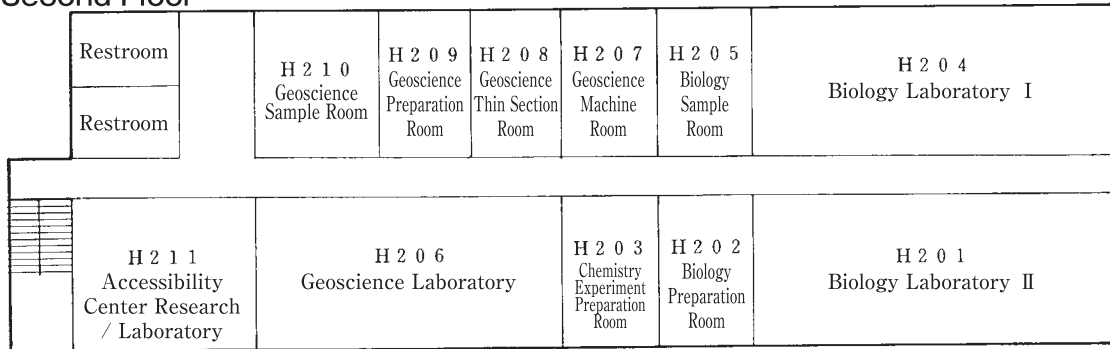 Second Floor
Restroom
Restroom
H210
Geoscience
Sample Room
H209
Geoscience
Preparation
Room
H208
Geoscience
Thin Section
Room
H207
Geoscience
Machine
Room
H205
Biology
Sample
Room
H204
Biology Laboratory I
H211
Accessibility
Center Research
/ Laboratory
H206
Geoscience Laboratory
H203
Chemistry
Experiment
Preparation
Room
H202
Biology
Preparation
Room
H201
Biology Laboratory II